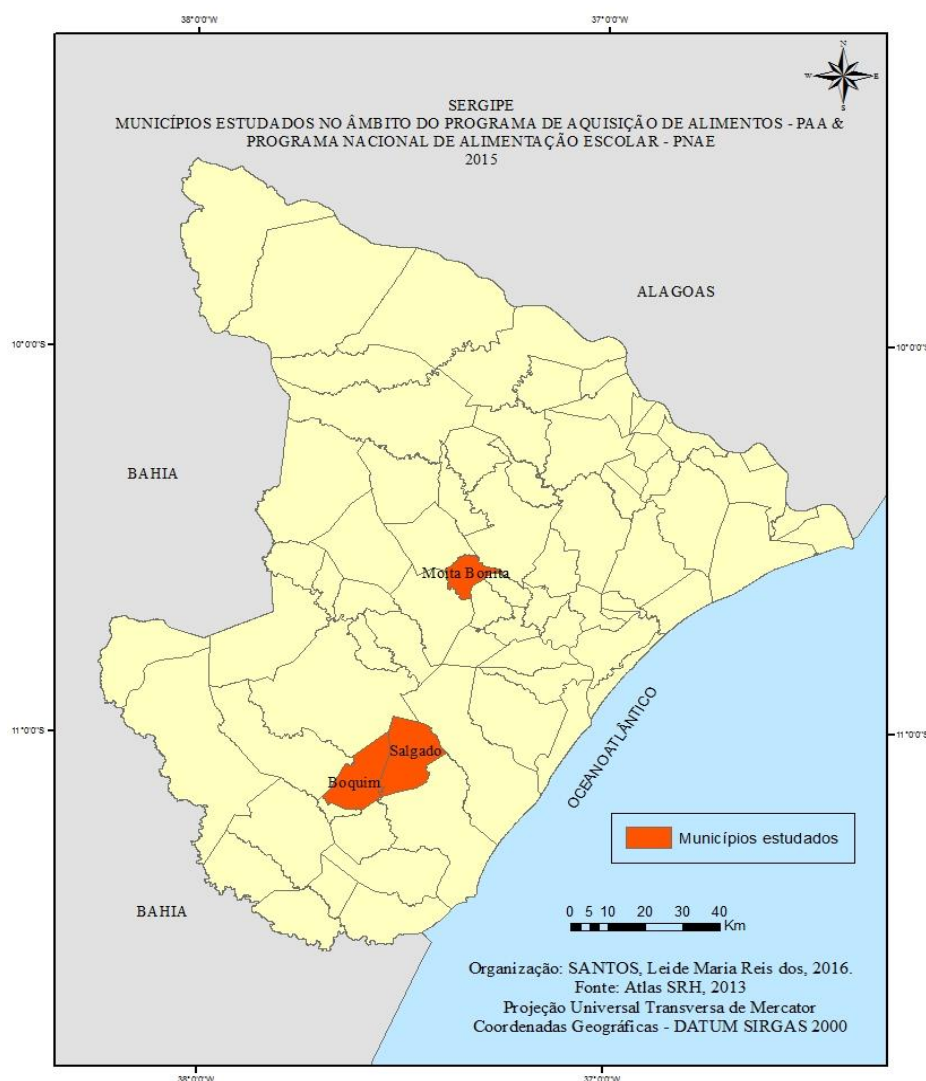 38°0'0"W
37°0'0"W
N
W
E
S
SERGIPE
MUNICÍPIOS ESTUDADOS NO ÂMBITO DO PROGRAMA DE AQUISIÇÃO DE ALIMENTOS - PAA &
PROGRAMA NACIONAL DE ALIMENTAÇÃO ESCOLAR - PNAE
2015
ALAGOAS
10°0'0"S
10°0'0"S
BAHIA
Moita Bonita
OCEANOATLÂNTICO
11°0'0"S
11°0'0"S
Salgado
Boquim
Municípios estudados
BAHIA
0 5 10 20 30 40
Km
Organização: SANTOS, Leide Maria Reis dos, 2016.
Fonte: Atlas SRH, 2013
Projeção Universal Transversa de Mercator
Coordenadas Geográficas - DATUM SIRGAS 2000
38°0'0"W
37°0'0"W